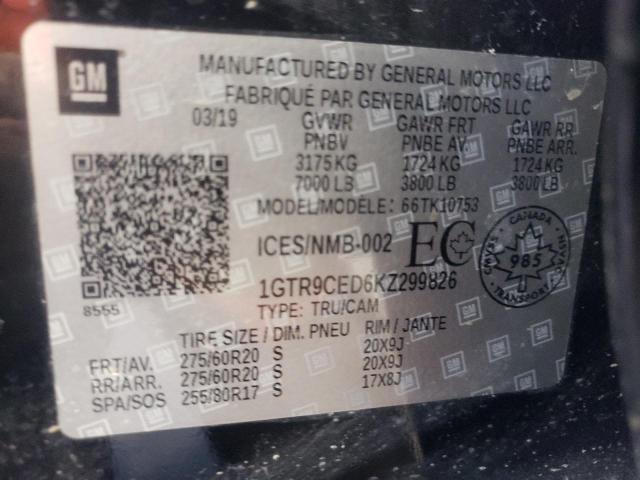 GM
MANUFACTURED BY GENERAL MOTORS LLC
FABRIQUÉ PAR GENERAL MOTORS LLC
03/19 GVWR GAWR FRT GAWR RR
PNBV PNBE AV. PNBE ARR.
3175 KG 1724 KG 1724 KG
7000 LB 3800 LB 3800 LB
MODEL/MODELE: 66TK10753
ICES/NMB-002 EC
CANADA
985
TRANSPORT
1GTR9CED6KZ299826
8555
TYPE: TRU/CAM
TIRE SIZE / DIM. PNEU RIM / JANTE
FRT/AV. 275/60R20 S 20X9J
RR/ARR. 275/60R20 S 20X9J
SPA/SOS 255/80R17 S 17X8J